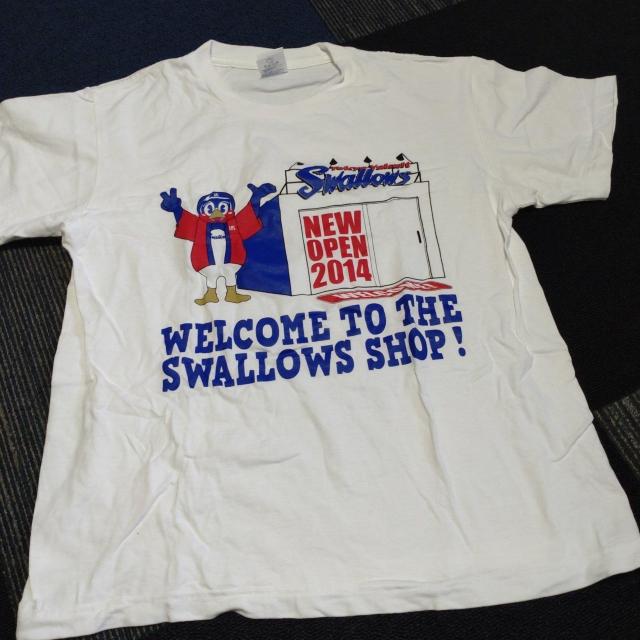 Swallows
NEW
OPEN
2014
WELCOME TO THE
SWALLOWS SHOP!